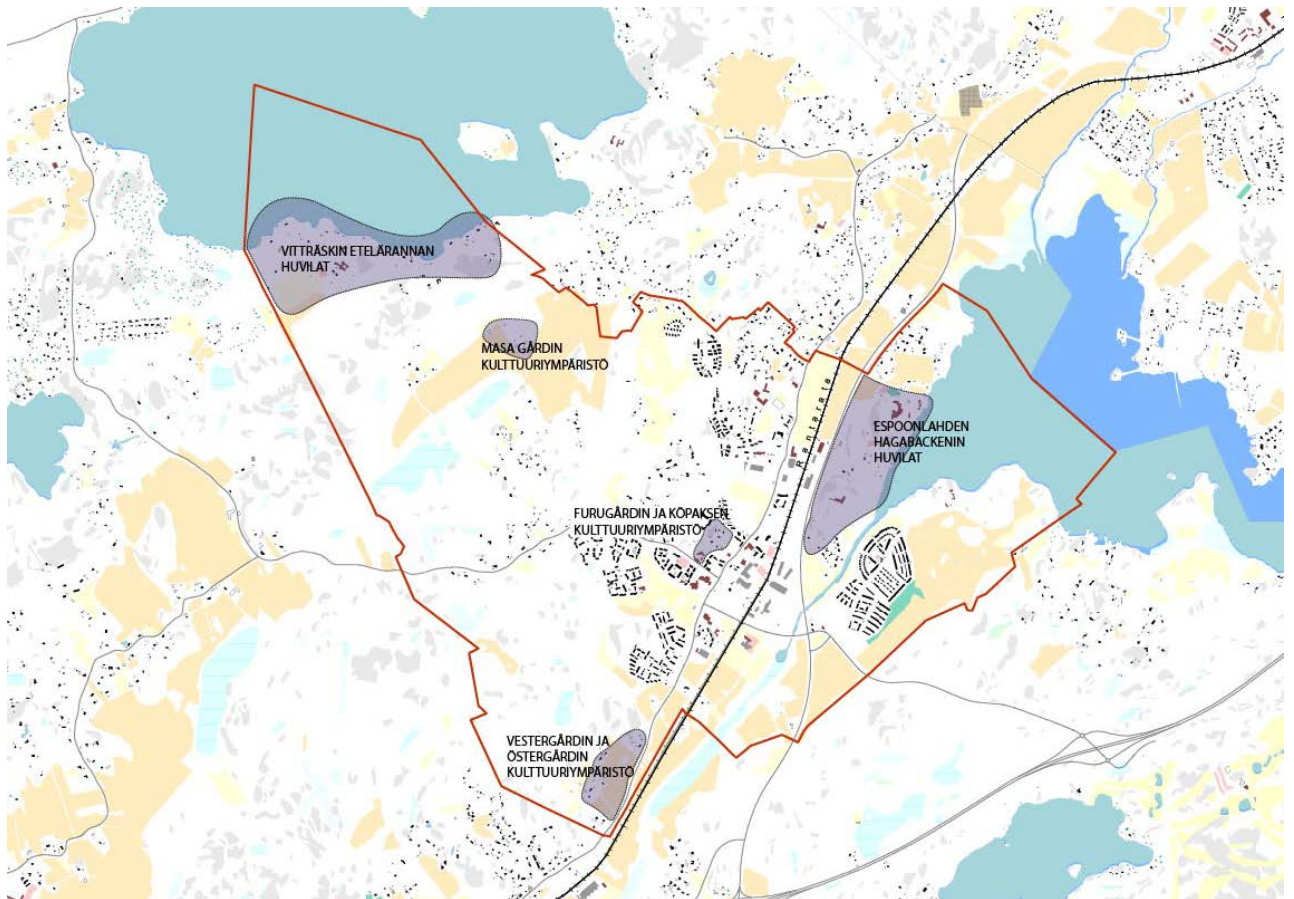 VITTRÄSKIN ETELÄRANNAN
HUVILAT
MASA GÅRDIN
KULTTUURIYMPÄRISTÖ
Rantarata
ESPOONLAHDEN
HAGABACKENIN
HUVILAT
FURUGÅRDIN JA KÖPAKSEN
KULTTUURIYMPÄRISTÖ
VESTERGÅRDIN JA
ÖSTERGÅRDIN
KULTTUURIYMPÄRISTÖ